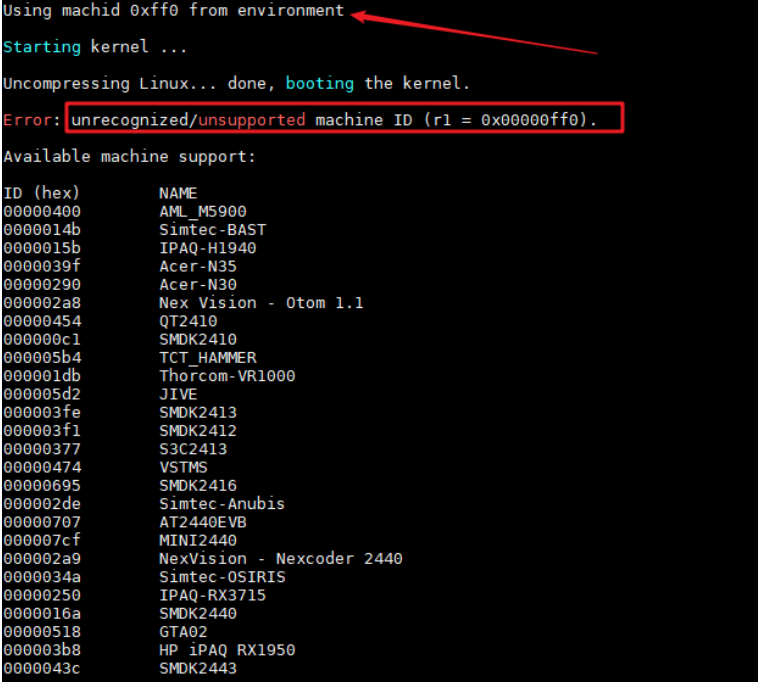 Using machid 0xff0 from environment
Starting kernel ...
Uncompressing Linux... done, booting the kernel.
Error: unrecognized/unsupported machine ID (r1 = 0x00000ff0).
Available machine support:
ID (hex)        NAME
00000400        AML_M5900
0000014b        Simtec-BAST
0000015b        IPAQ-H1940
0000039f        Acer-N35
00000290        Acer-N30
000002a8        Nex Vision - Otom 1.1
00000454        QT2410
000000c1        SMDK2410
000005b4        TCT_HAMMER
000001db        Thorcom-VR1000
000005d2        JIVE
000003fe        SMDK2413
000003f1        SMDK2412
00000377        S3C2413
00000474        VSTMS
00000695        SMDK2416
000002de        Simtec-Anubis
00000707        AT2440EVB
000007cf        MINI2440
000002a9        NexVision - Nexcoder 2440
0000034a        Simtec-OSIRIS
00000250        IPAQ-RX3715
0000016a        SMDK2440
00000518        GTA02
000003b8        HP iPAQ RX1950
0000043c        SMDK2443